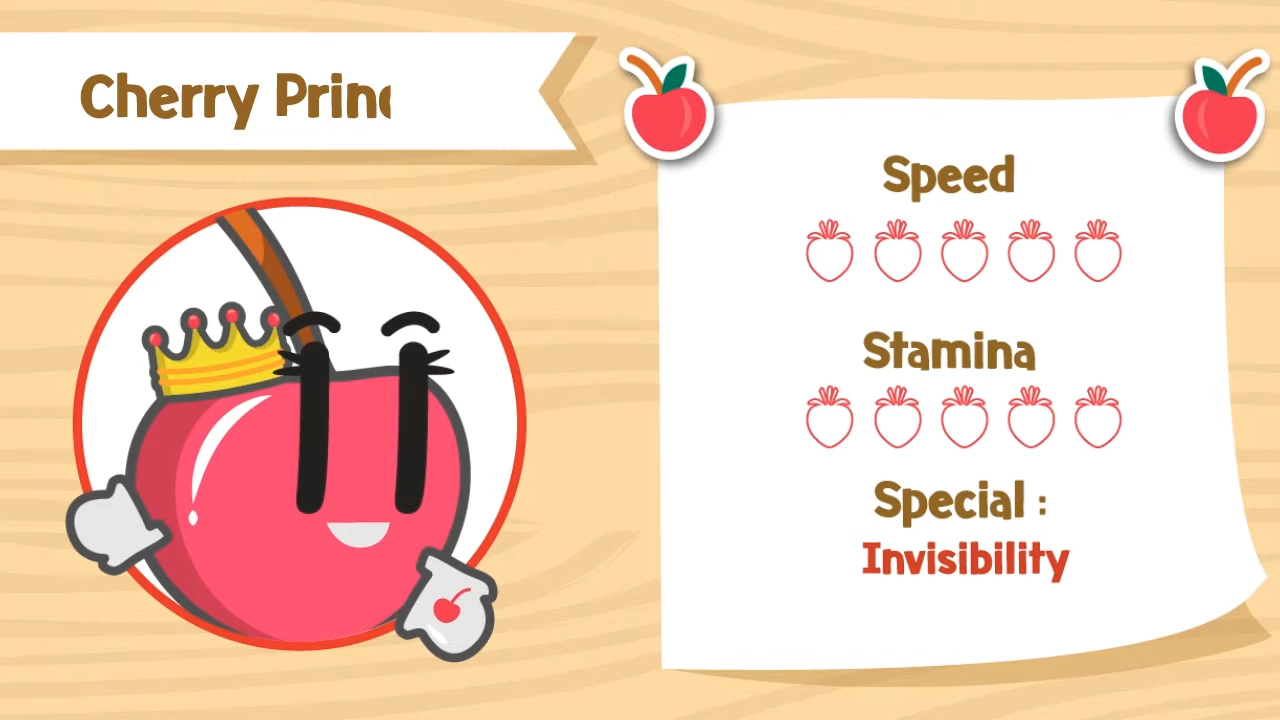 Cherry Prin
Speed
Stamina
Special :
Invisibility